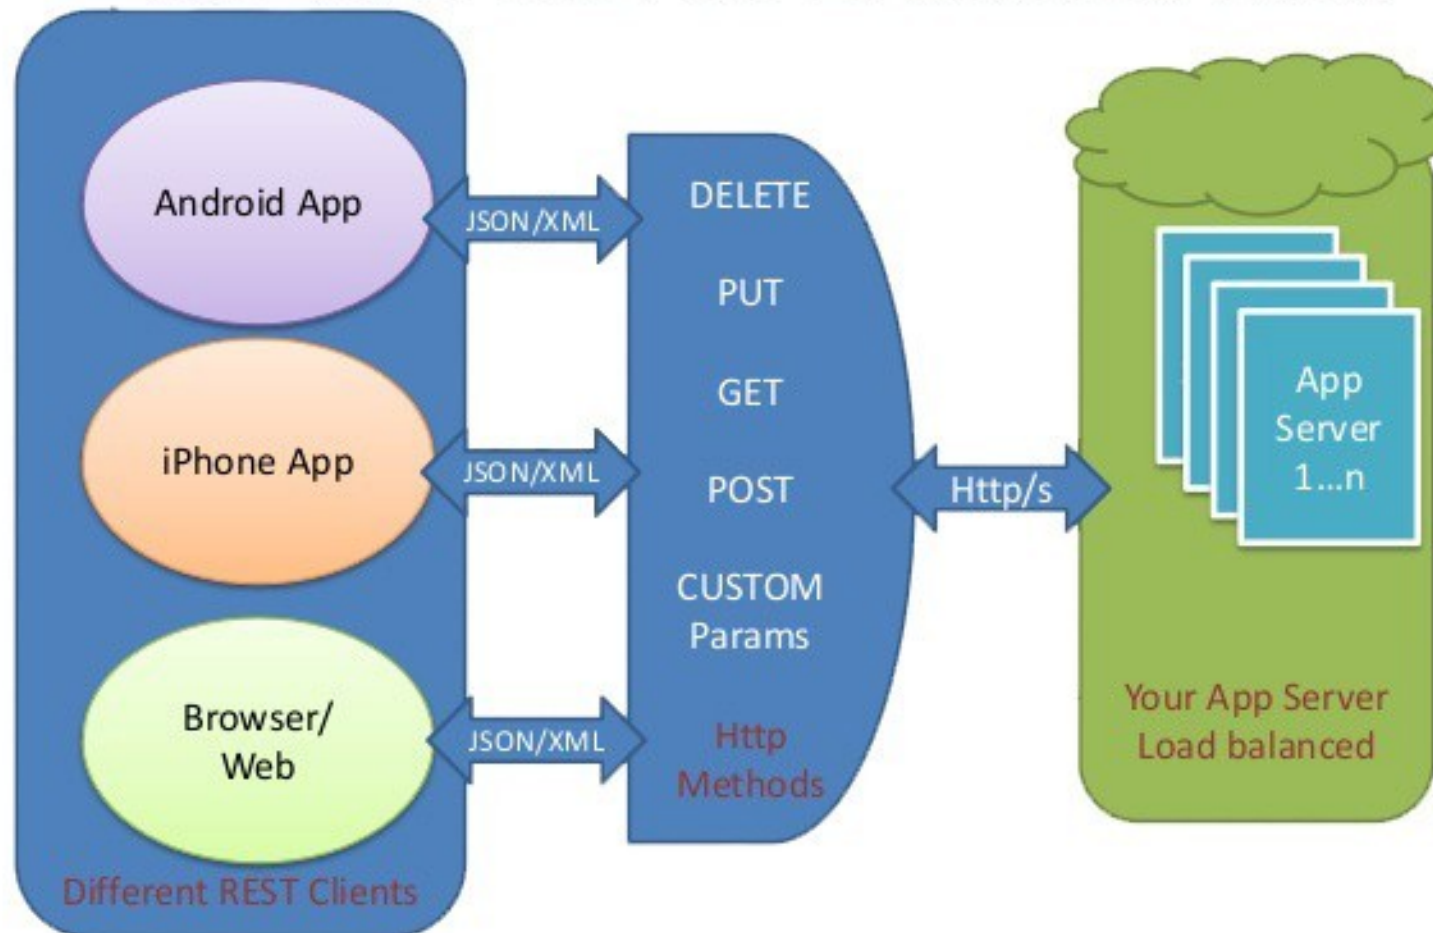 Android App
JSON/XML
iPhone App
JSON/XML
Browser/
Web
JSON/XML
Different REST Clients
DELETE
PUT
GET
POST
CUSTOM
Params
Http
Methods
Http/s
App
Server
1...n
Your App Server
Load balanced